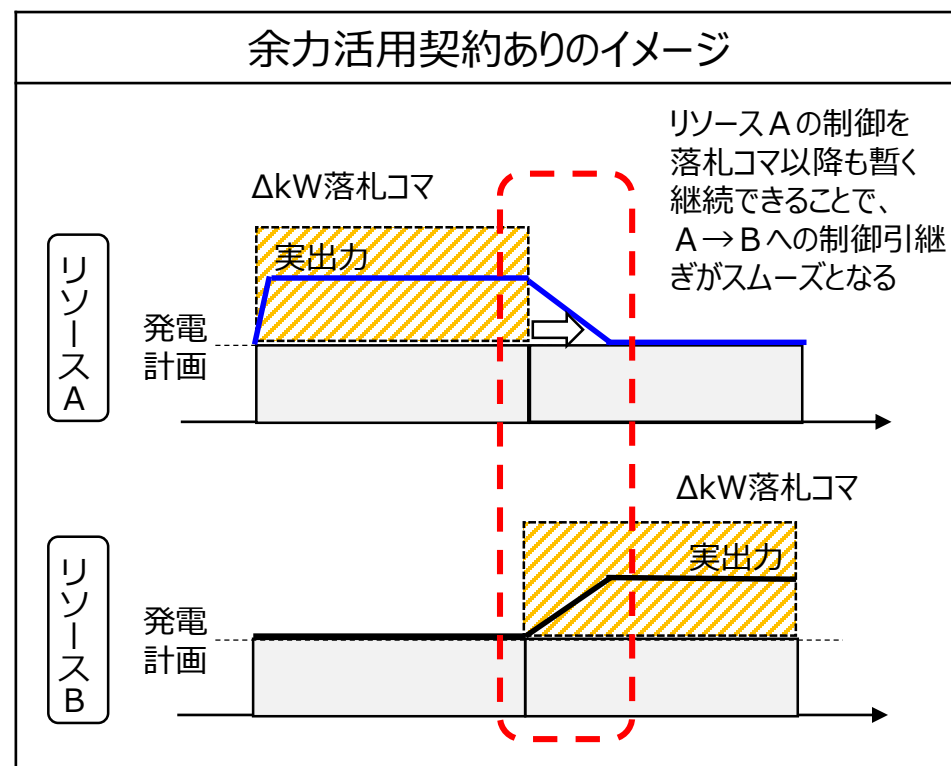 余力活用契約ありのイメージ
リソースAの制御を
落札コマ以降も暫く
継続できることで、
A→Bへの制御引継
ぎがスムーズとなる
ΔkW落札コマ
実出力
リソースA
発電
計画
ΔkW落札コマ
実出力
リソースB
発電
計画